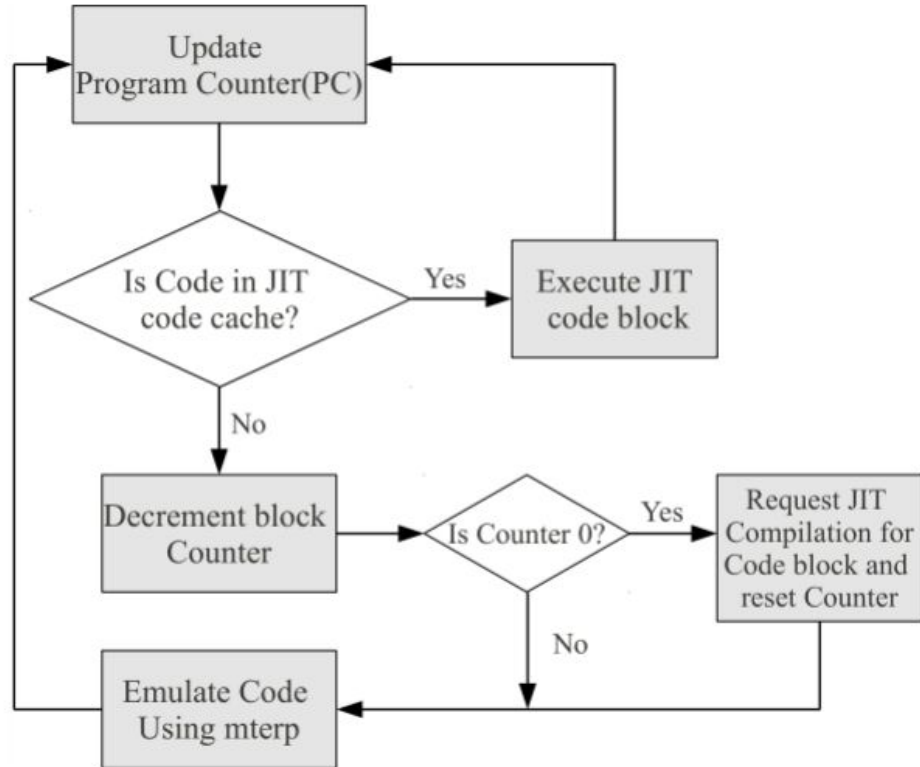 Update
Program Counter(PC)
Is Code in JIT
code cache?
Yes
Execute JIT
code block
No
Decrement block
Counter
Is Counter 0?
Yes
Request JIT
Compilation for
Code block and
reset Counter
No
Emulate Code
Using mterp